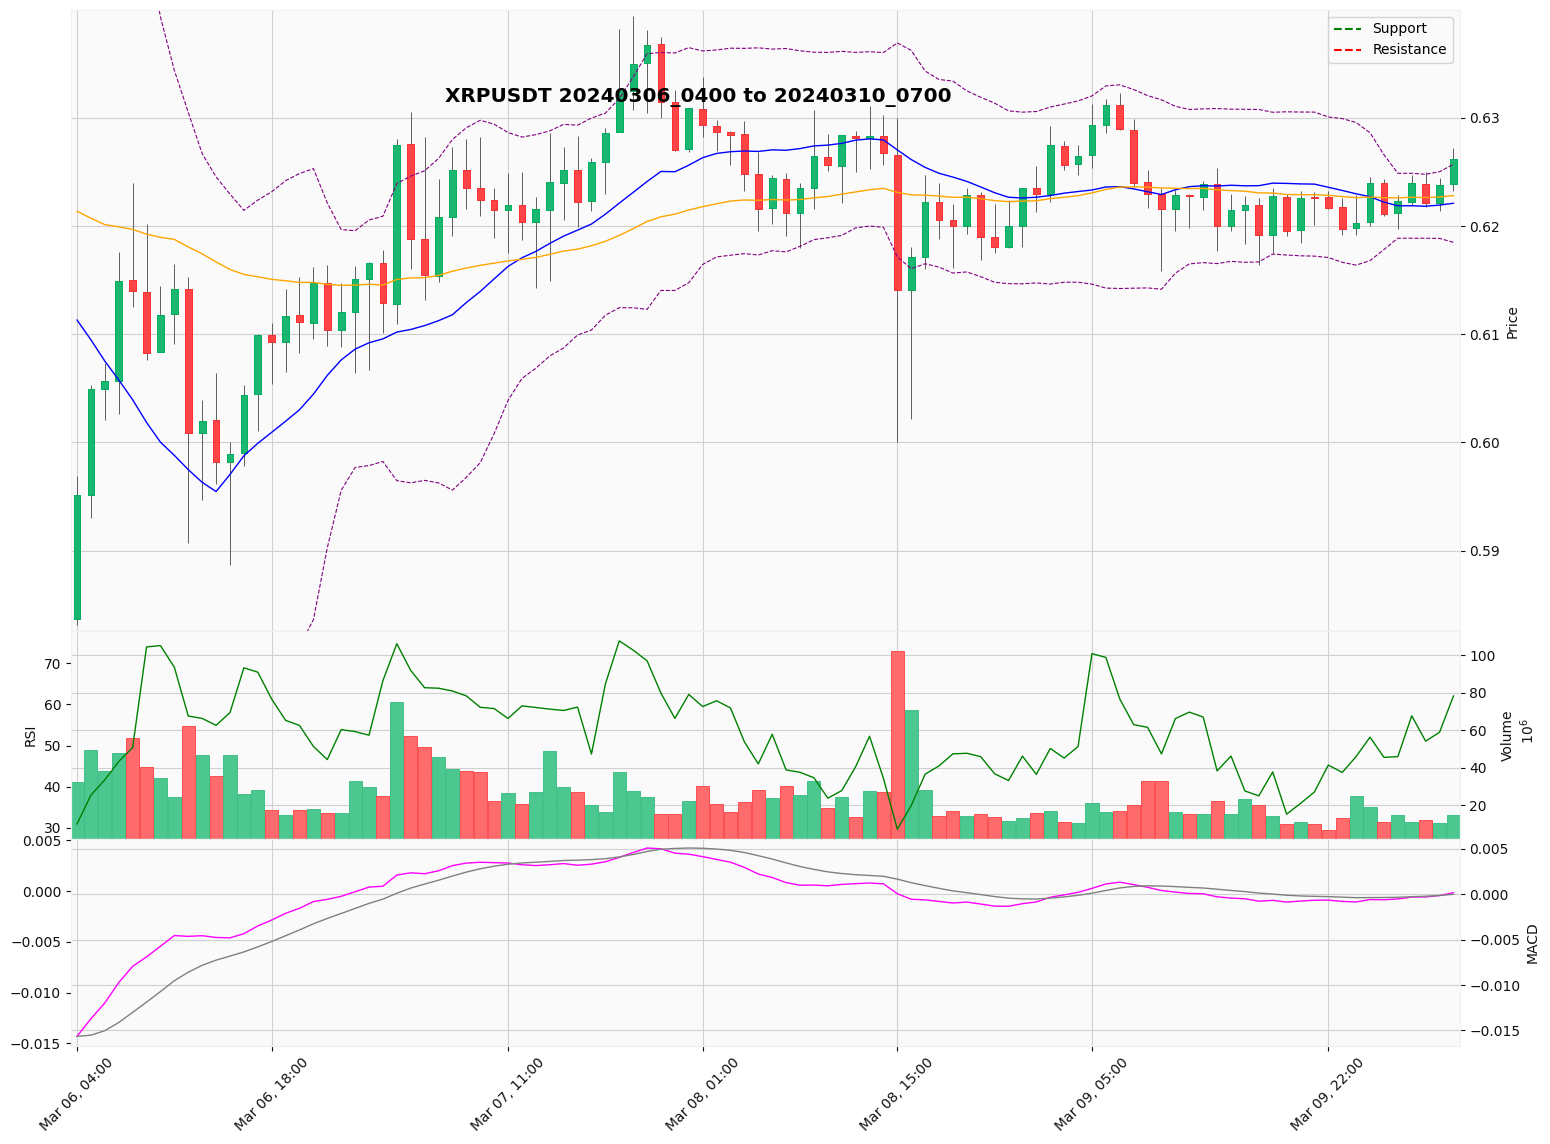 XRPUSDT 20240306_0400 to 20240310_0700
Support
Resistance
0.63
0.62
0.61
0.60
0.59
Price
70
60
50
40
30
RSI
100
80
60
40
20
Volume
10^6
0.005
0.000
−0.005
−0.010
−0.015
0.005
0.000
−0.005
−0.010
−0.015
MACD
Mar 06, 04:00
Mar 06, 18:00
Mar 07, 11:00
Mar 08, 01:00
Mar 08, 15:00
Mar 09, 05:00
Mar 09, 22:00